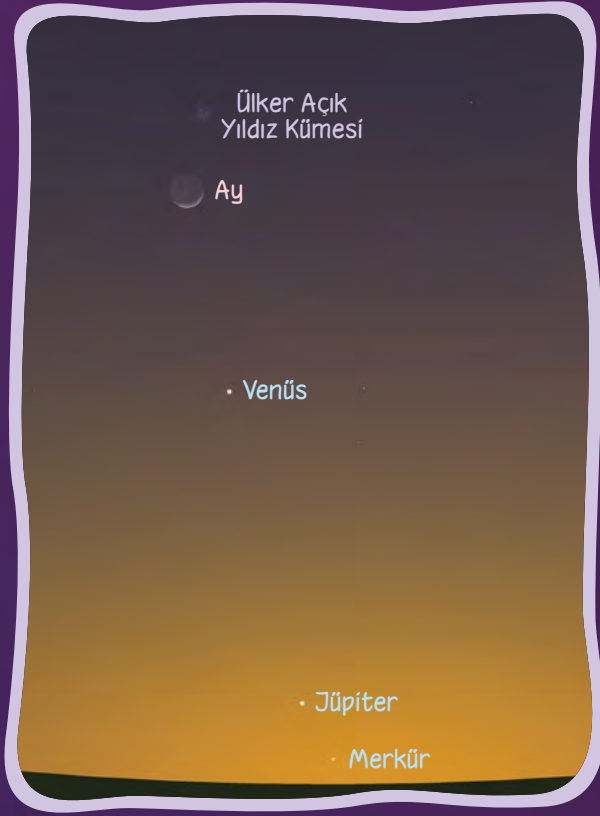 Ülker Açık
Yıldız Kümesi
Ay
Venüs
Jüpiter
Merkür